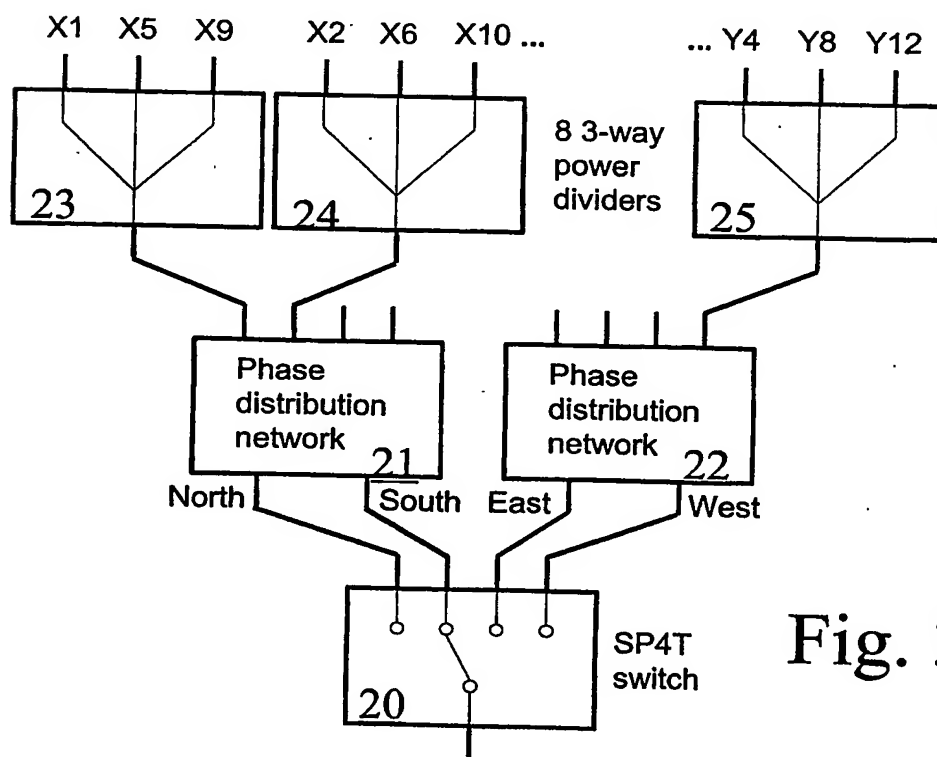 X1 X5 X9 X2 X6 X10 ... ... Y4 Y8 Y12
23
24
8 3-way
power
dividers
25
Phase
distribution
network
21
Phase
distribution
network
22
North
South
East
West
20
SP4T
switch
Fig.